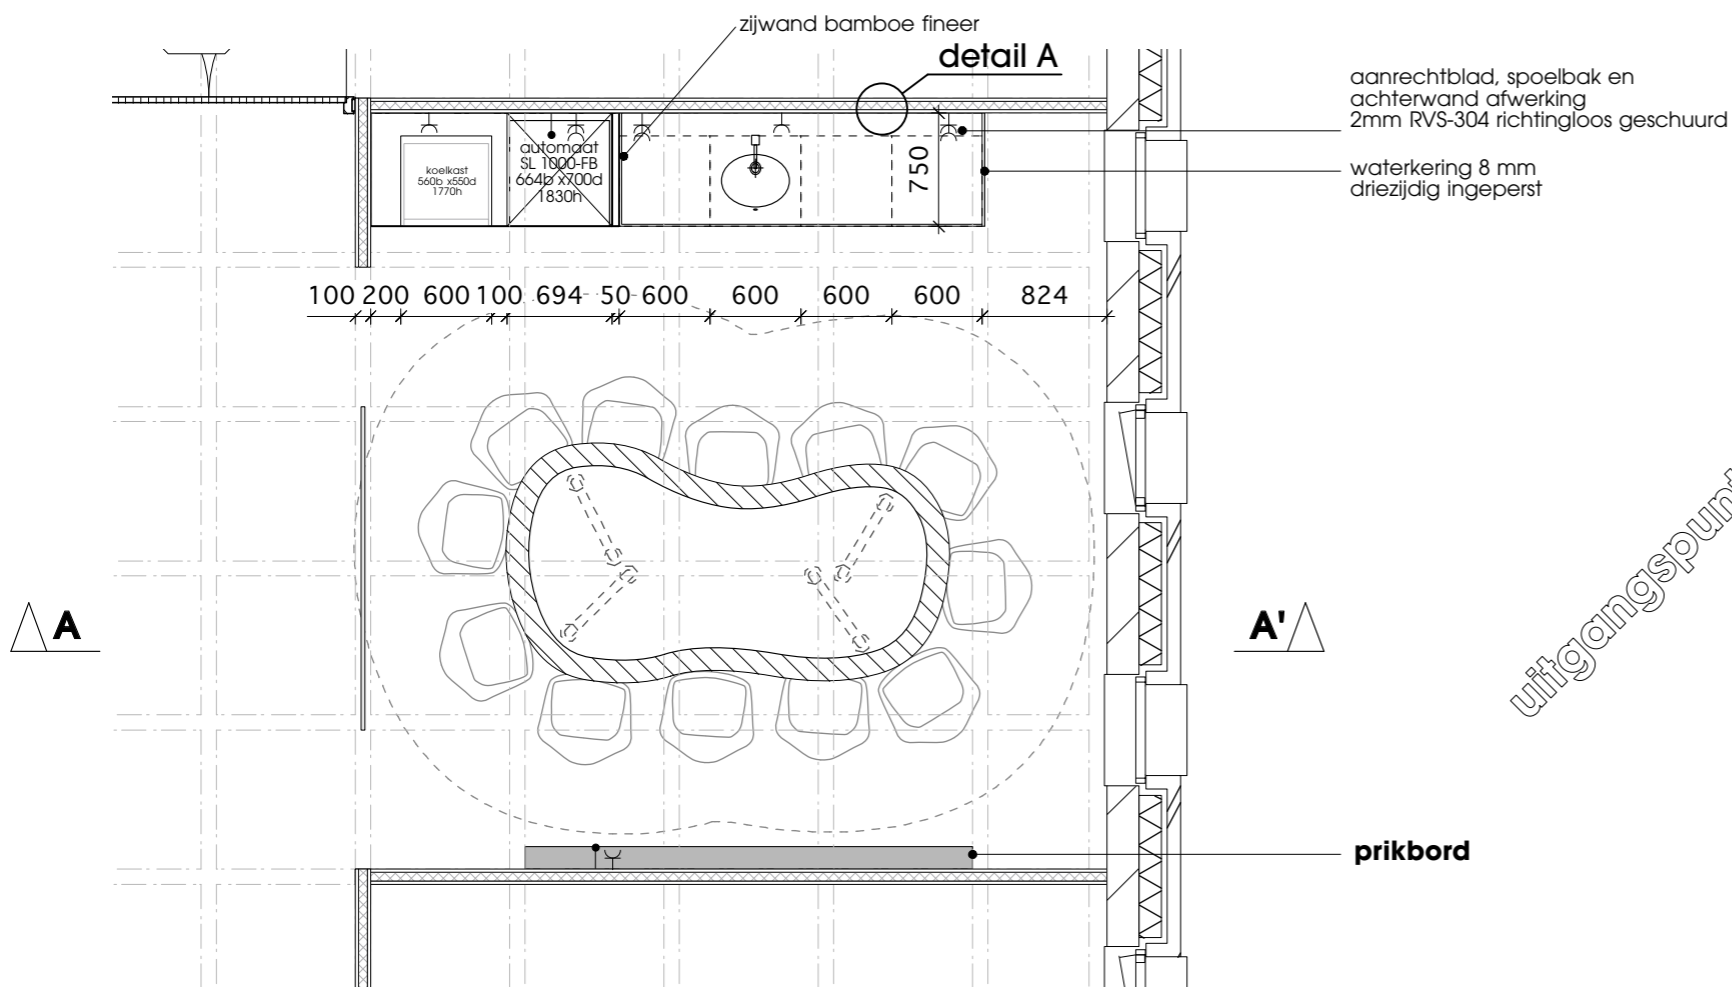 zijwand bamboe fineer
detail A
aanrechtblad, spoelbak en
achterwand afwerking
2mm RVS-304 richtingloos geschuurd
waterkering 8 mm
driezijdig ingeperst
koelkast
560b x550d
1770h
automaat
SL 1000-FB
664b x700d
1830h
750
100 200 600 100 694 50 600 600 600 600 824
A
A'
uitgangspunt
prikbord